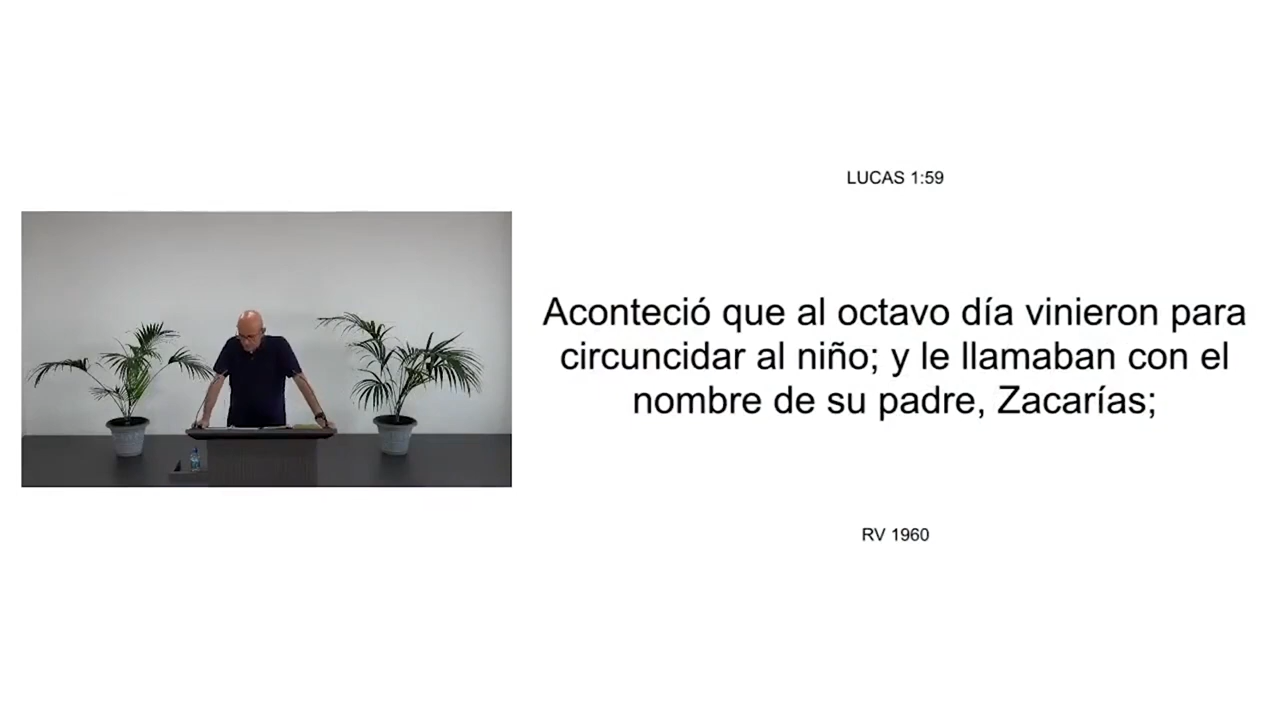 LUCAS 1:59
Aconteció que al octavo día vinieron para
circuncidar al niño; y le llamaban con el
nombre de su padre, Zacarías;
RV 1960